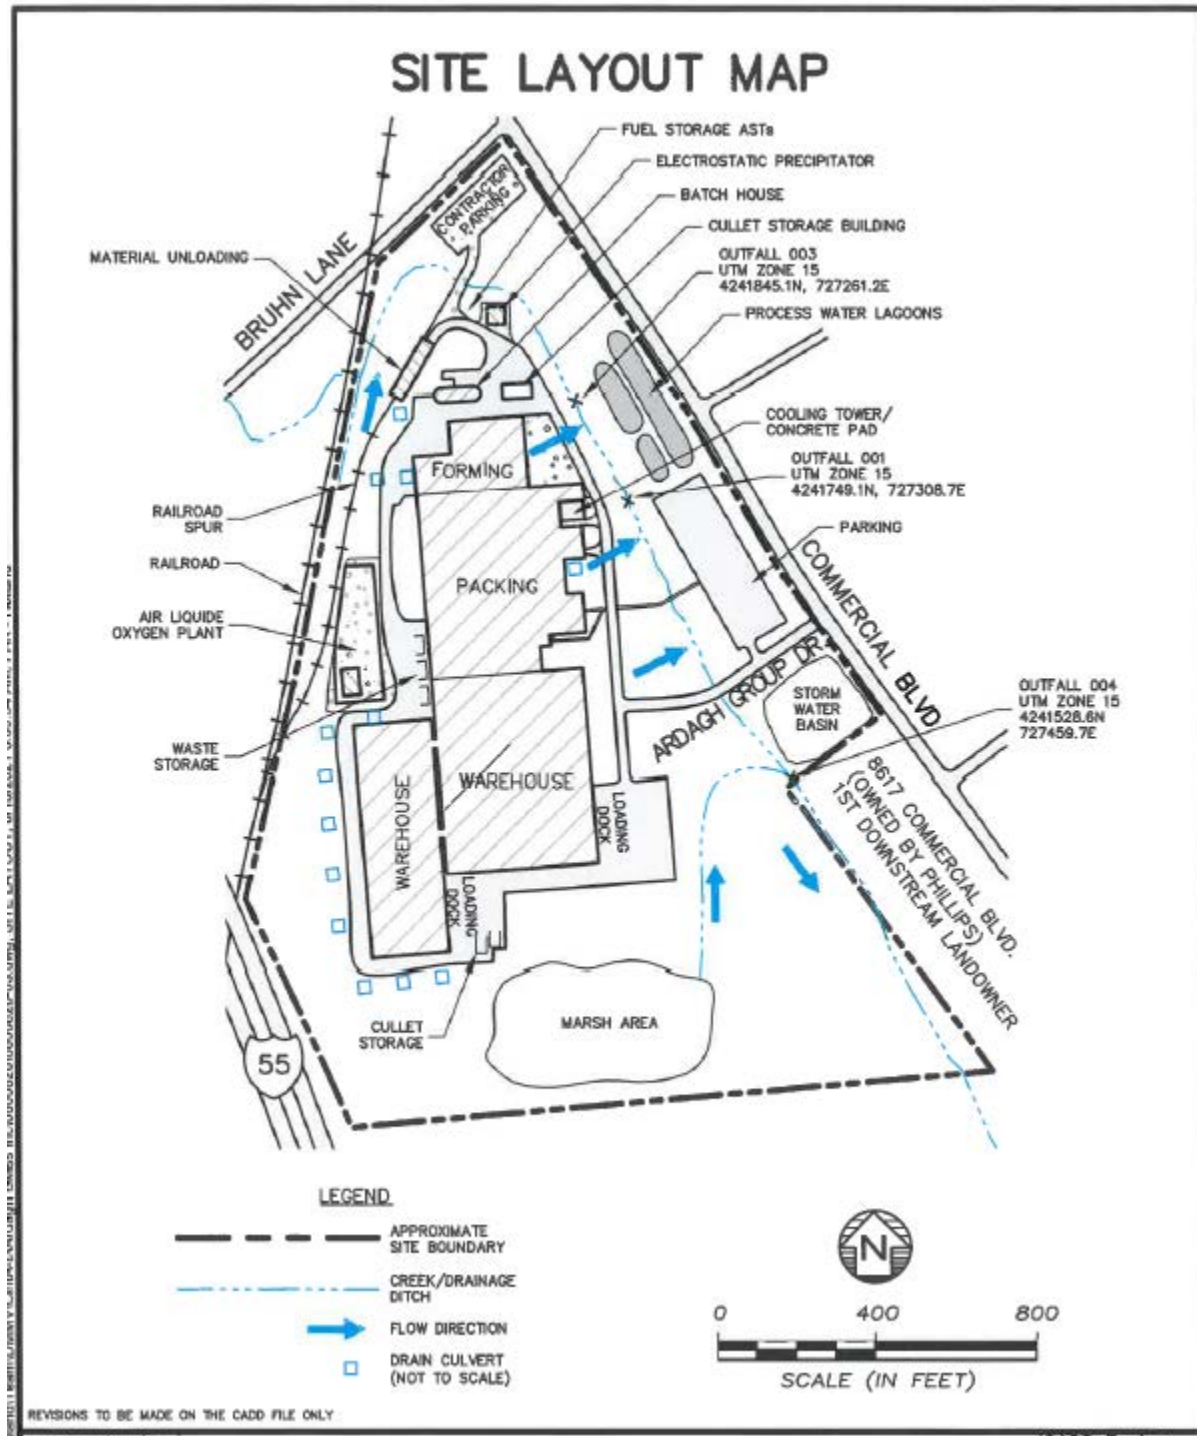 SITE LAYOUT MAP
FUEL STORAGE ASTs
ELECTROSTATIC PRECIPITATOR
BATCH HOUSE
CULLET STORAGE BUILDING
OUTFALL 003
UTM ZONE 15
4241845.1N, 727261.2E
PROCESS WATER LAGOONS
CONTRACTOR
PARKING
MATERIAL UNLOADING
BRUHN LANE
COOLING TOWER/
CONCRETE PAD
OUTFALL 001
UTM ZONE 15
4241749.1N, 727308.7E
PARKING
FORMING
RAILROAD
SPUR
RAILROAD
AIR LIQUIDE
OXYGEN PLANT
PACKING
COMMERCIAL BLVD
ARDAGH GROUP DR
STORM
WATER
BASIN
OUTFALL 004
UTM ZONE 15
4241528.6N
727459.7E
WASTE
STORAGE
WAREHOUSE
WAREHOUSE
LOADING
DOCK
LOADING
DOCK
8617 COMMERCIAL BLVD.
(OWNED BY PHILLIPS)
1ST DOWNSTREAM LANDOWNER
CULLET
STORAGE
MARSH AREA
55
LEGEND
APPROXIMATE
SITE BOUNDARY
CREEK/DRAINAGE
DITCH
FLOW DIRECTION
DRAIN CULVERT
(NOT TO SCALE)
N
0 400 800
SCALE (IN FEET)
REVISIONS TO BE MADE ON THE CADD FILE ONLY